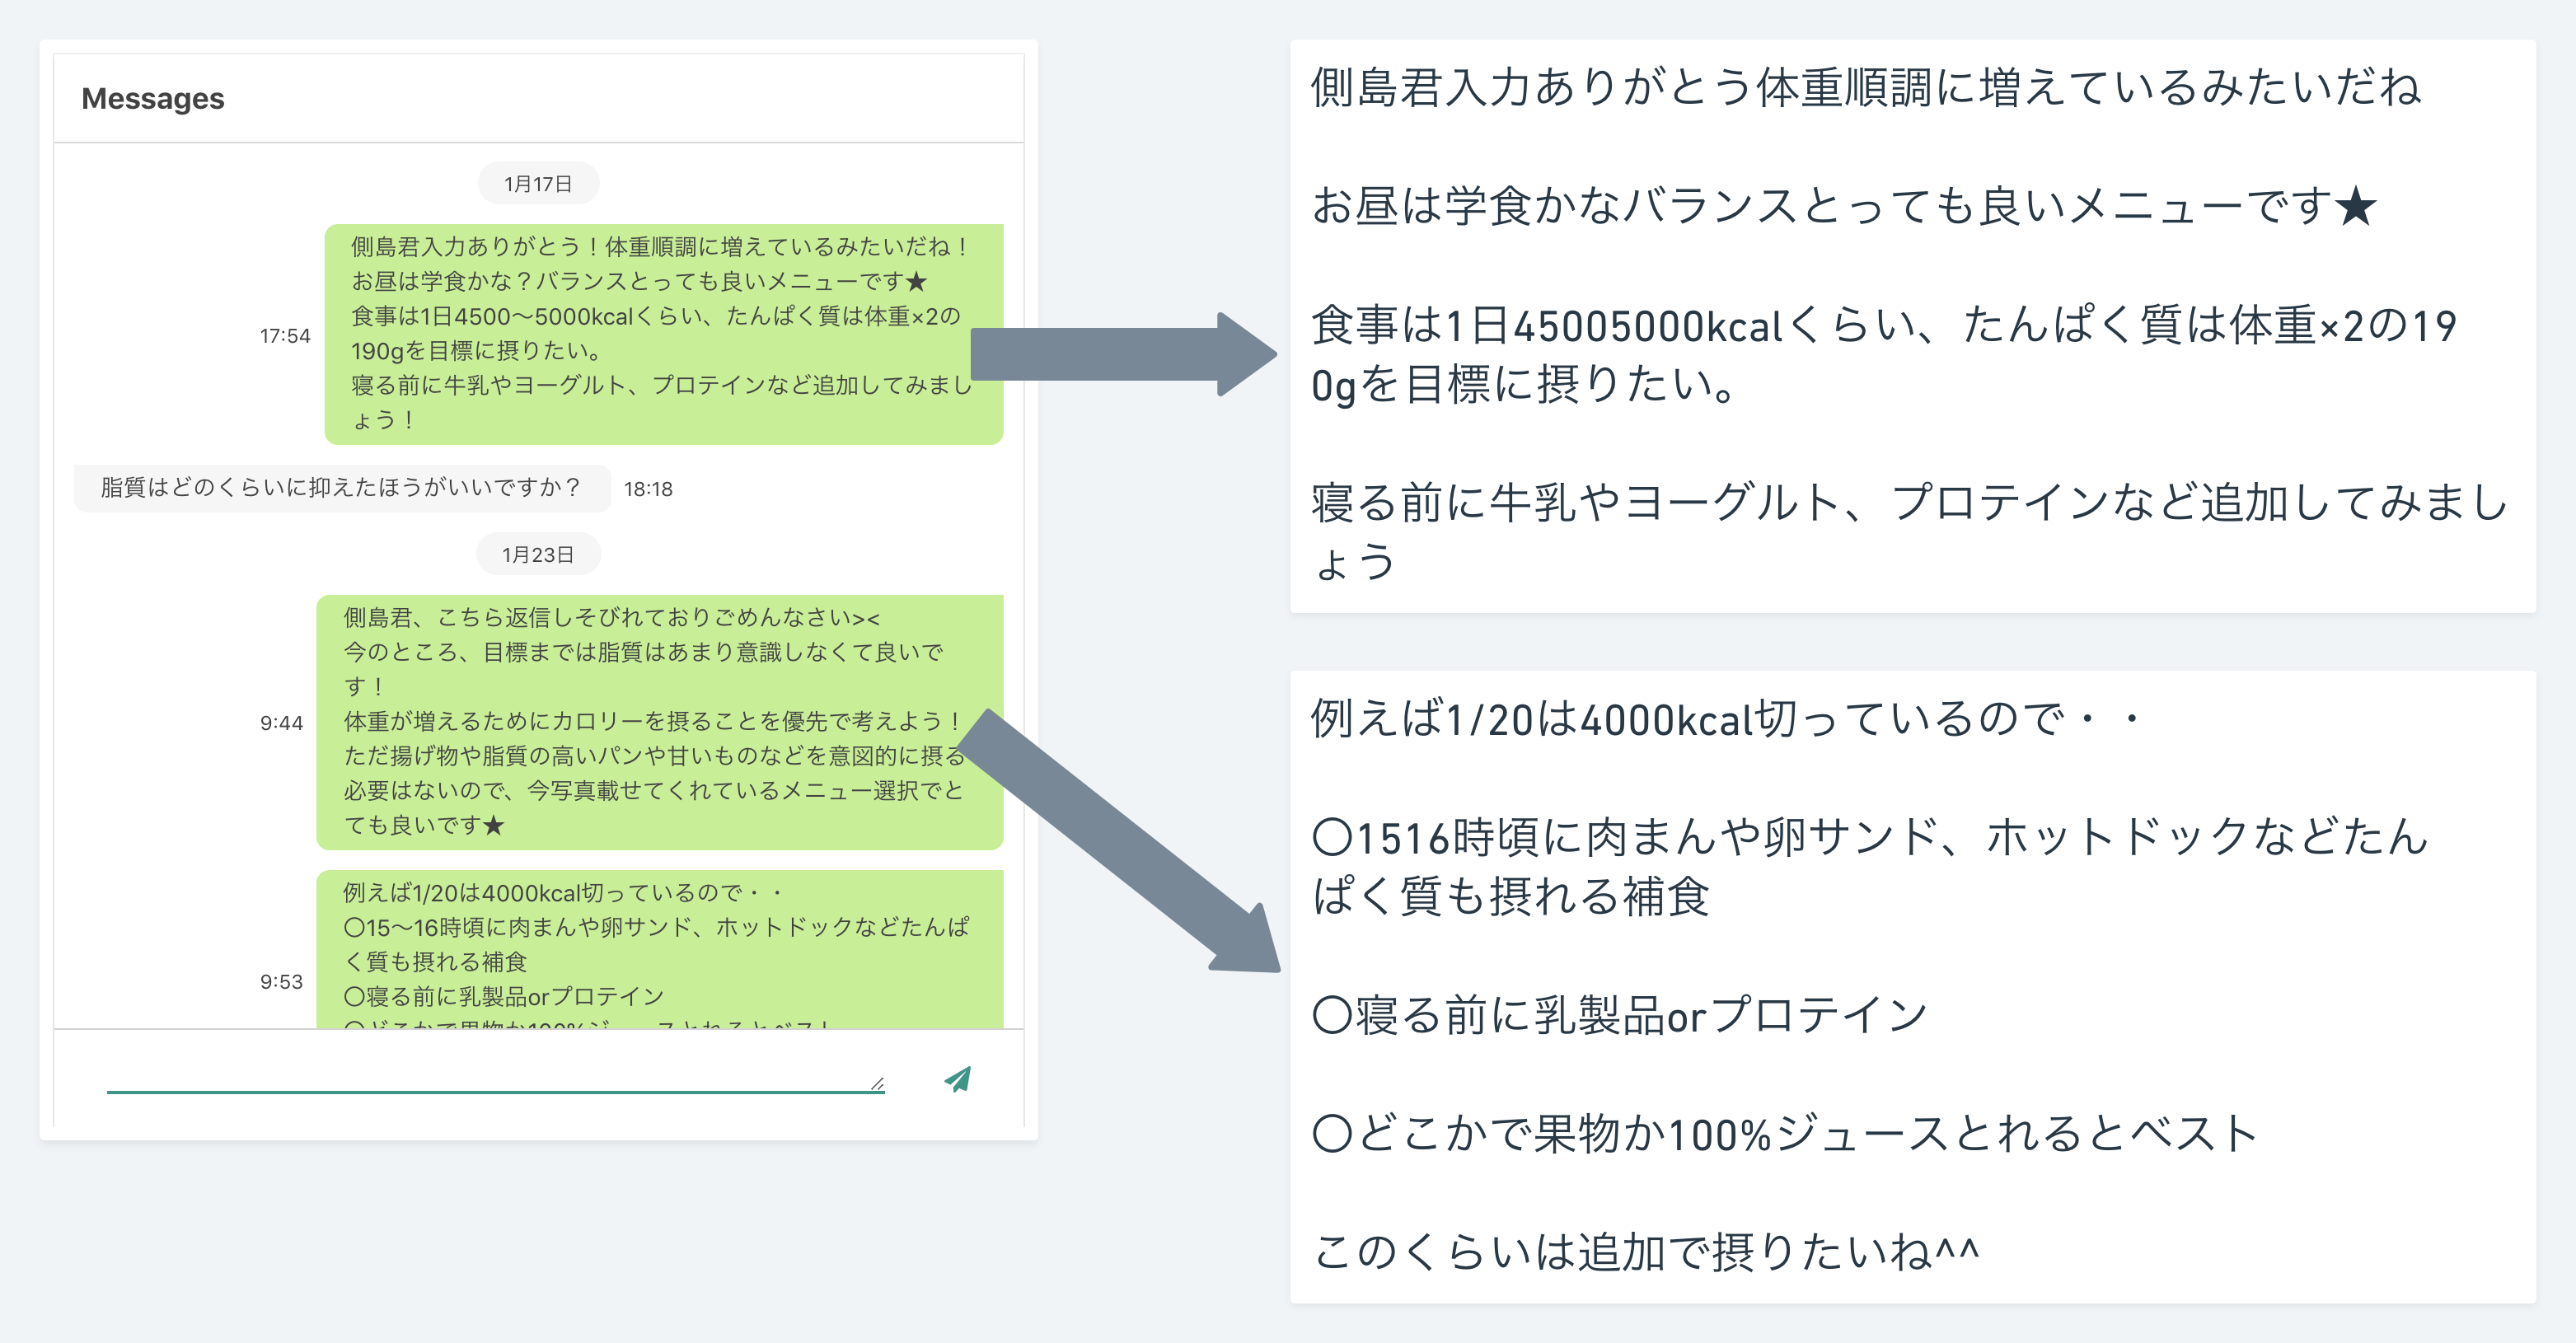 Messages
1月17日
側島君入力ありがとう！体重順調に増えているみたいだね！
お昼は学食かな？バランスとっても良いメニューです★
食事は1日4500〜5000kcalくらい、たんぱく質は体重×2の
17:54
190gを目標に摂りたい。
寝る前に牛乳やヨーグルト、プロテインなど追加してみまし
ょう！
脂質はどのくらいに抑えたほうがいいですか？ 18:18
1月23日
側島君、こちら返信しそびれておりごめんなさい><
今のところ、目標までは脂質はあまり意識しなくて良いで
す！
9:44
体重が増えるためにカロリーを摂ることを優先で考えよう！
ただ揚げ物や脂質の高いパンや甘いものなどを意図的に摂る
必要はないので、今写真載せてくれているメニュー選択でと
ても良いです★
例えば1/20は4000kcal切っているので・・
〇15〜16時頃に肉まんや卵サンド、ホットドックなどたんぱ
く質も摂れる補食
9:53
〇寝る前に乳製品orプロテイン
〇どこかで果物か100%ジュースとれるとベスト
側島君入力ありがとう体重順調に増えているみたいだね
お昼は学食かなバランスとっても良いメニューです★
食事は1日45005000kcalくらい、たんぱく質は体重×2の19
0gを目標に摂りたい。
寝る前に牛乳やヨーグルト、プロテインなど追加してみまし
ょう
例えば1/20は4000kcal切っているので・・
〇1516時頃に肉まんや卵サンド、ホットドックなどたん
ぱく質も摂れる補食
〇寝る前に乳製品orプロテイン
〇どこかで果物か100%ジュースとれるとベスト
このくらいは追加で摂りたいね^^